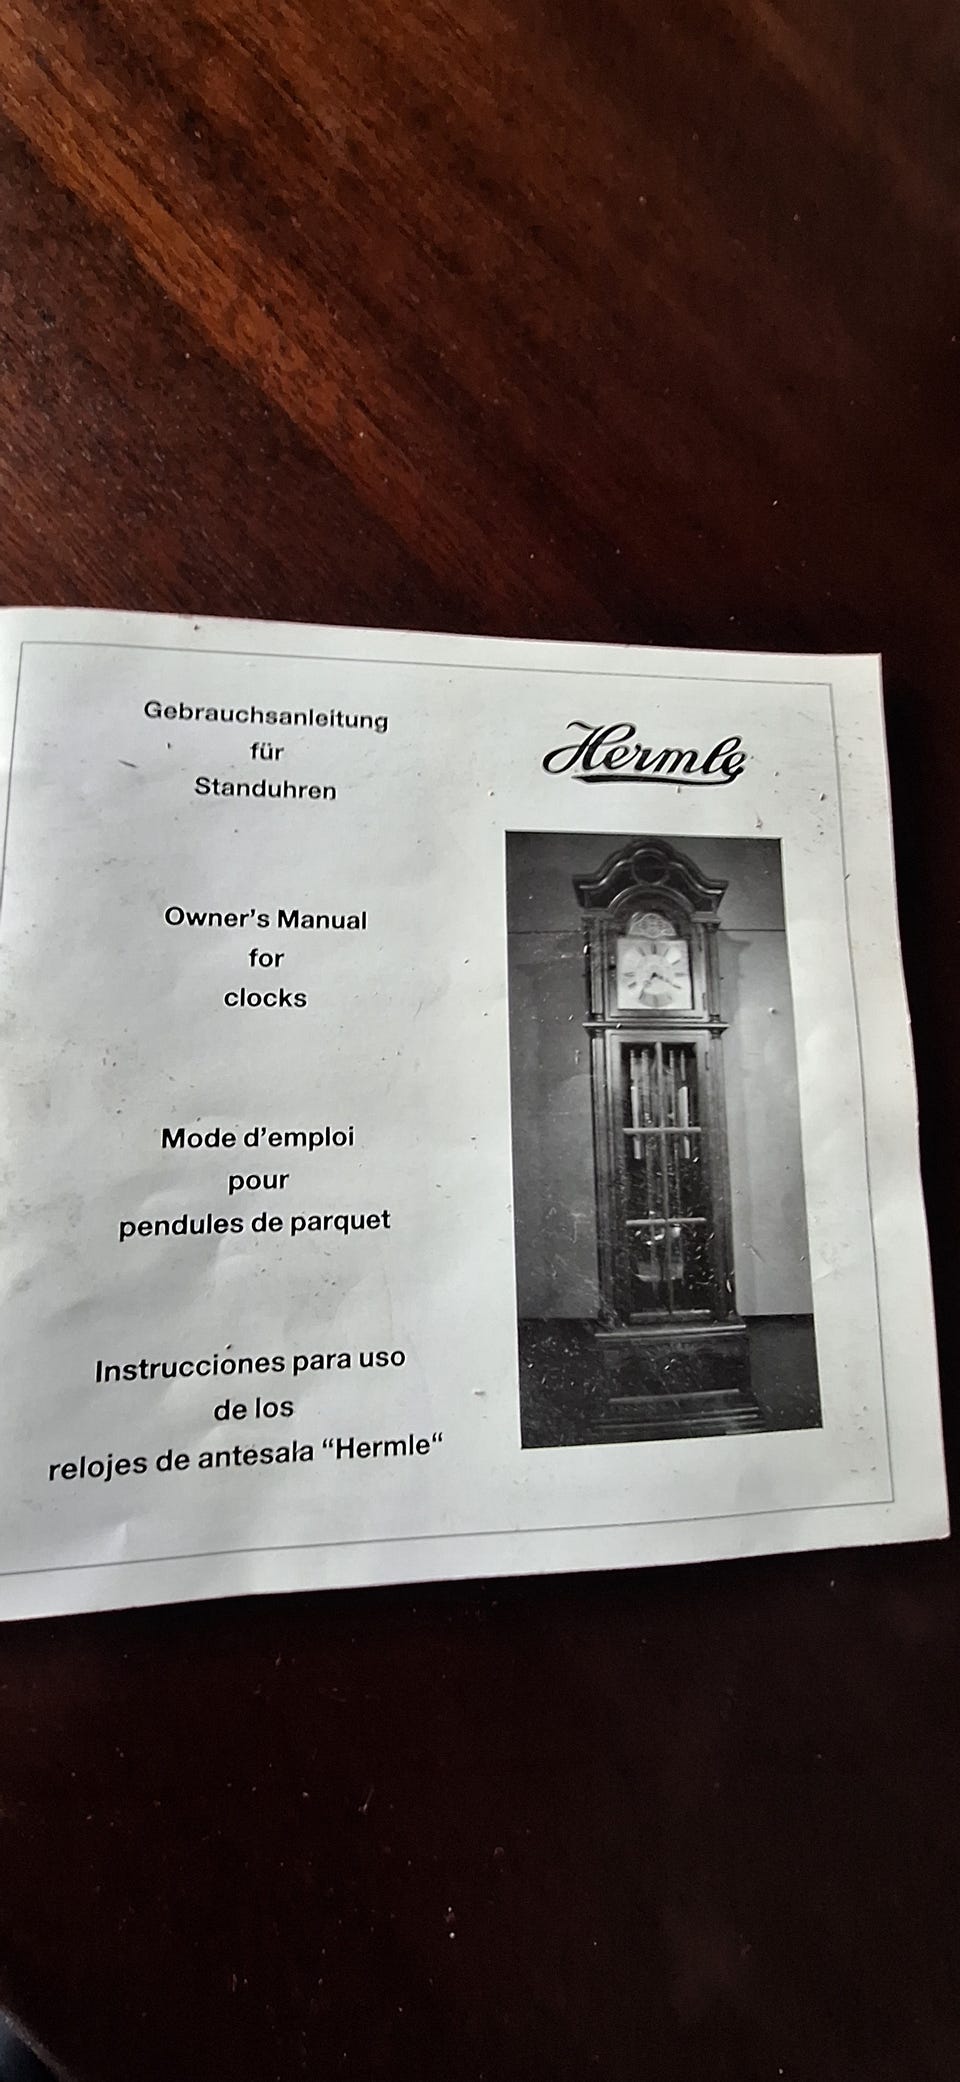 Gebrauchsanleitung
für
Standuhren
Hermle
Owner's Manual
for
clocks
Mode d'emploi
pour
pendules de parquet
Instrucciónes para uso
de los
relojes de antesala “Hermle“